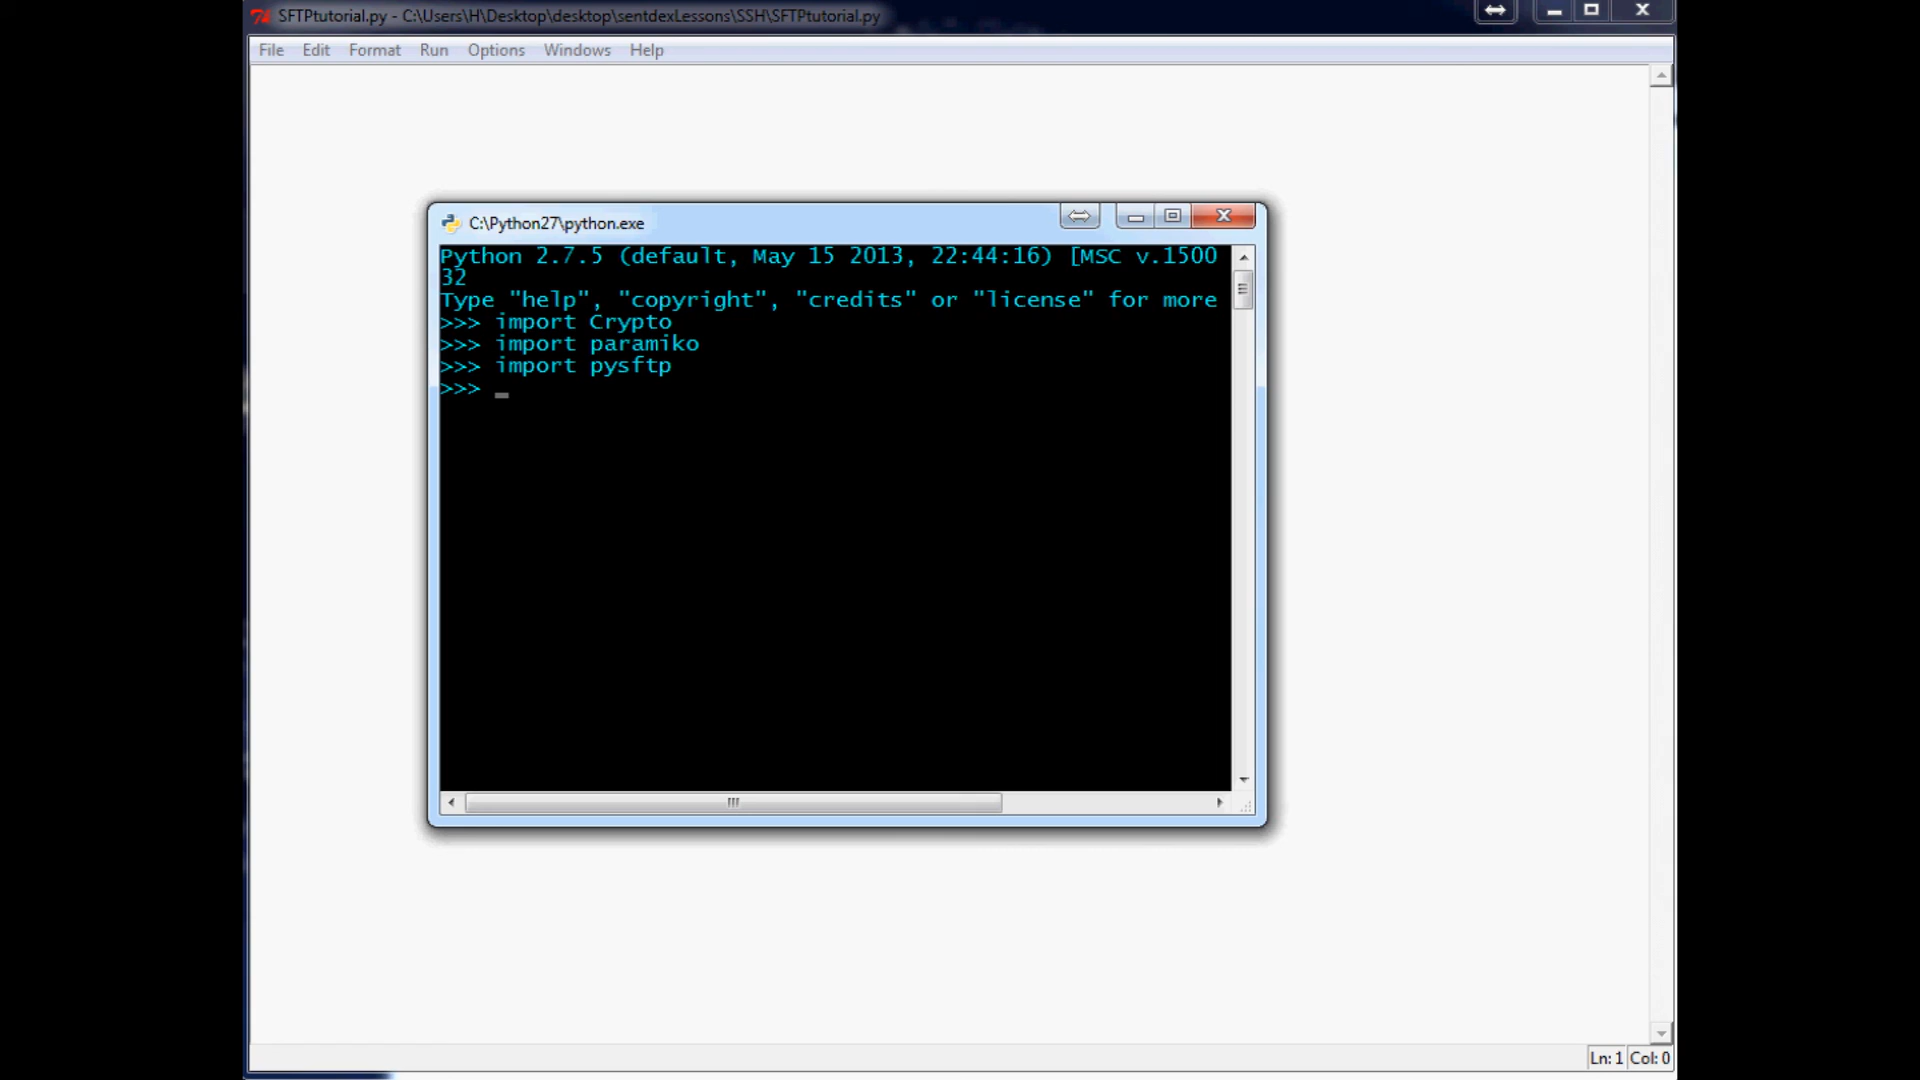 SFTPtutorial.py - C:\Users\H\Desktop\desktop\sentdexLessons\SSH\SFTPtutorial.py
File Edit Format Run Options Windows Help
C:\Python27\python.exe
Python 2.7.5 (default, May 15 2013, 22:44:16) [MSC v.1500
32
Type "help", "copyright", "credits" or "license" for more
>>> import Crypto
>>> import paramiko
>>> import pysftp
>>> _
Ln: 1 Col: 0